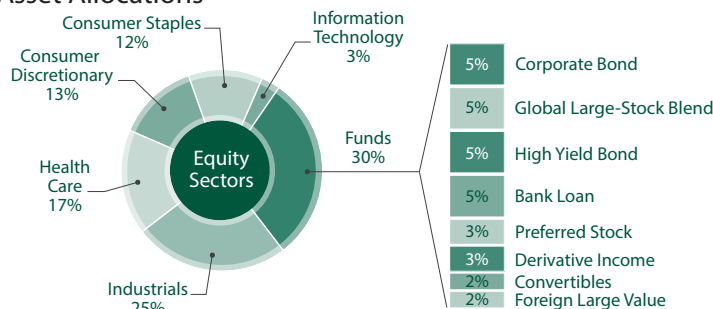 Asset Allocations
Consumer Staples
12%
Information
Technology
3%
Consumer
Discretionary
13%
Health
Care
17%
Industrials
25%
Equity
Sectors
Funds
30%
5% Corporate Bond
5% Global Large-Stock Blend
5% High Yield Bond
5% Bank Loan
3% Preferred Stock
3% Derivative Income
2% Convertibles
2% Foreign Large Value